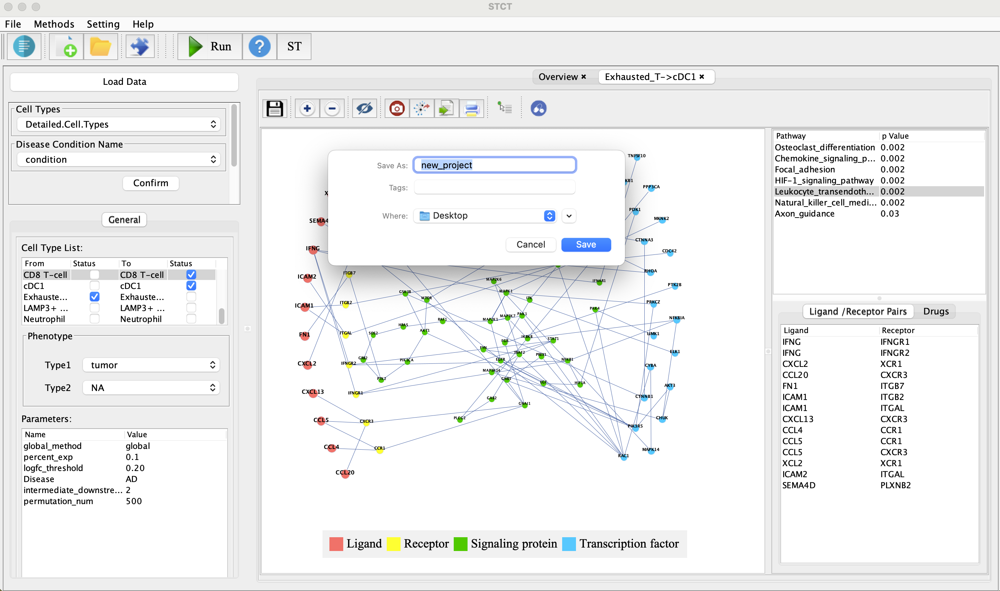 STCT
File Methods Setting Help
Run ? ST
Load Data
Cell Types
Detailed.Cell.Types
Disease Condition Name
condition
Confirm
General
Cell Type List:
From Status To Status
CD8 T-cell CD8 T-cell
cDC1 cDC1
Exhauste... Exhauste...
LAMP3+ ... LAMP3+ ...
Neutrophil Neutrophil
Phenotype
Type1 tumor
Type2 NA
Parameters:
Name Value
global_method global
percent_exp 0.1
logfc_threshold 0.20
Disease AD
intermediate_downstre... 2
permutation_num 500
Overview × Exhausted_T->cDC1 ×
Save As: new_project
Tags:
Where: Desktop
Cancel Save
TNFSF10
KB1
PPP3CA
X
PDK1
SEMA4
MKNK2
CTNNA3
IFNG
CDC42
RHOA
ICAM2 ITGB7
MAP2K6 IFNAR1
PTK2B
GSK3B MTOR MAPK1 ITK
ICAM1 ITGB2 PRKCZ
PAK4
RAF1 MAP2K1 MAP3K7 PAK1 NFKBIA
HRAS
FN1 ITGAL SOS2 AKT1 IKBKB LIMK1
FGR STAT1
FYN TRAF2 PREX1 ELK1
CXCL2 IFNGR2 GRB2 PIK3CA EGFR NFKB1 CYBA
MAP3K14
PTK2 GNB5 EGF HIF1A AKT3
CXCL13 IFNGR1 GAB2 CTNNB1
GNAI1
CCL5 CXCR3 PLCG2 CHUK
PIK3R5
CCL4 CCR1 MAPK14
RAC1
CCL20
Ligand Receptor Signaling protein Transcription factor
Pathway p Value
Osteoclast_differentiation 0.002
Chemokine_signaling_p... 0.002
Focal_adhesion 0.002
HIF-1_signaling_pathway 0.002
Leukocyte_transendoth... 0.002
Natural_killer_cell_medi... 0.002
Axon_guidance 0.03
Ligand /Receptor Pairs Drugs
Ligand Receptor
IFNG IFNGR1
IFNG IFNGR2
CXCL2 XCR1
CCL20 CXCR3
FN1 ITGB7
ICAM1 ITGB2
ICAM1 ITGAL
CXCL13 CXCR3
CCL4 CCR1
CCL5 CCR1
CCL5 CXCR3
XCL2 XCR1
ICAM2 ITGAL
SEMA4D PLXNB2